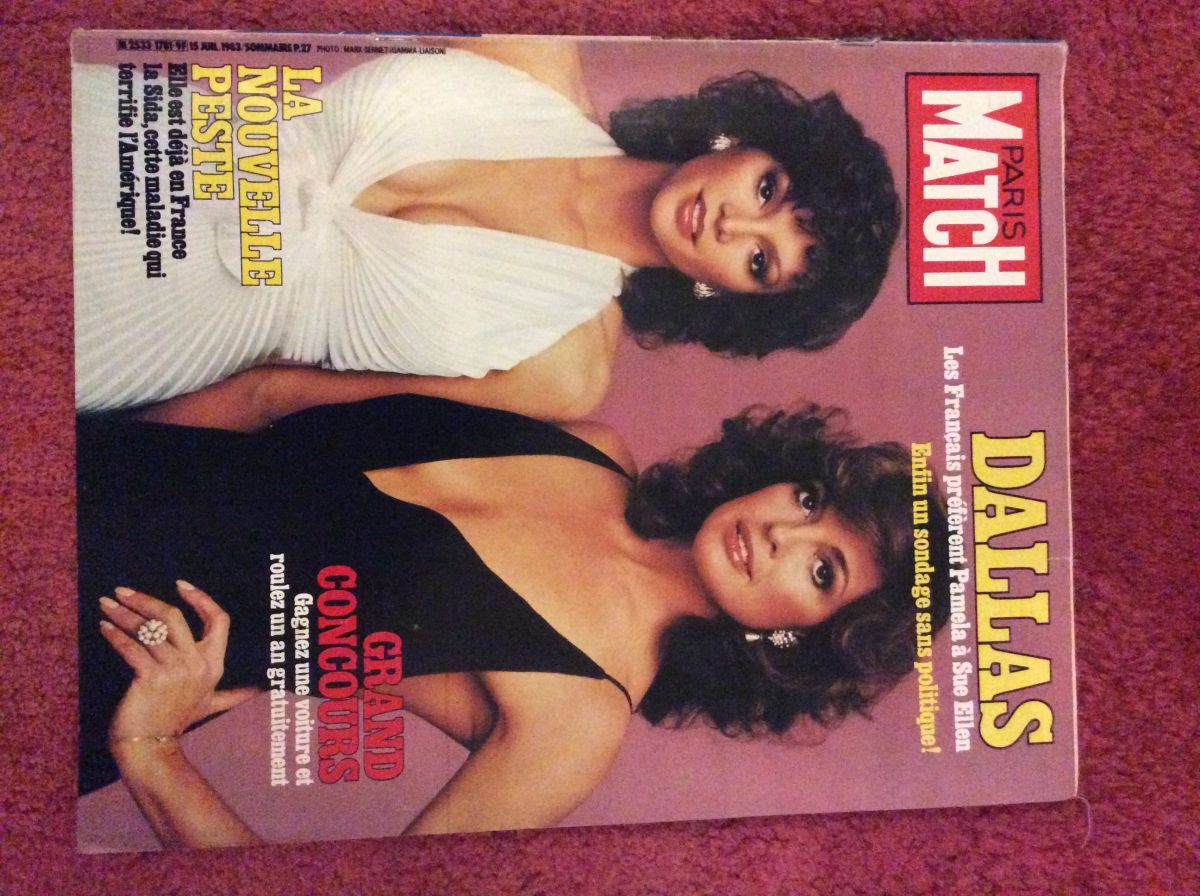 N 2533 1781-9F 15 JUIL. 1983/SOMMAIRE P.27 PHOTO: MARK SENNET (GAMMA-LIAISON)
PARIS
MATCH
DALLAS
Les Français préfèrent Pamela à Sue Ellen
Enfin un sondage sans politique!
LA
NOUVELLE
PESTE
Elle est déjà en France
la Sida, cette maladie qui
terrifie l'Amérique!
GRAND
CONCOURS
Gagnez une voiture et
roulez un an gratuitement